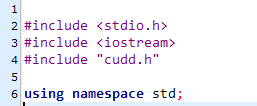 1
2 #include <stdio.h>
3 #include <iostream>
4 #include "cudd.h"
5
6 using namespace std;